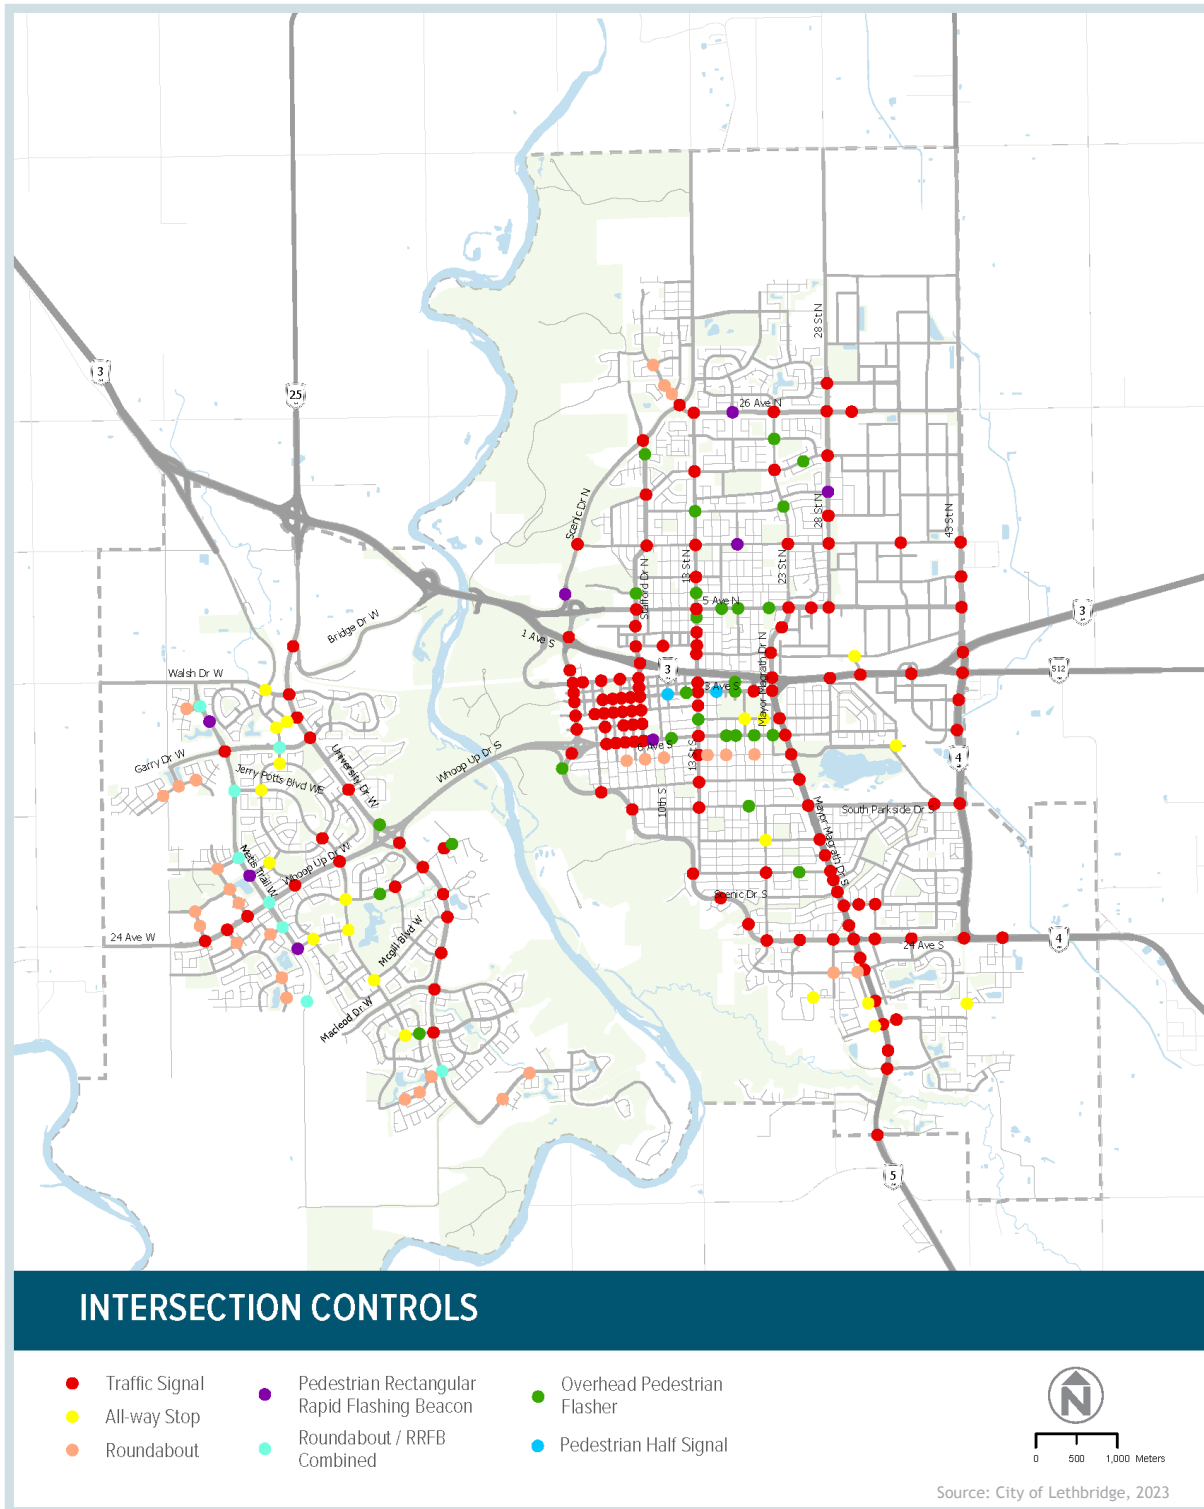 28 St N
3
25
26 Ave N
Scenic Dr N
28 St N
43 St N
13 St N
23 St N
Stafford Dr N
5 Ave N
3
Bridge Dr W
1 Ave S
Mayor Magrath Dr N
3
512
Walsh Dr W
3 Ave S
Garry Dr W
University Dr W
Whoop Up Dr S
6 Ave S
13 St S
4
Jerry Potts Blvd W
10th S
Mayor Magrath Dr S
South Parkside Dr S
Metis Trail W
Whoop Up Dr W
Scenic Dr S
24 Ave W
Mcgill Blvd W
24 Ave S
4
Macleod Dr W
5
INTERSECTION CONTROLS
Traffic Signal
All-way Stop
Roundabout
Pedestrian Rectangular
Rapid Flashing Beacon
Roundabout / RRFB
Combined
Overhead Pedestrian
Flasher
Pedestrian Half Signal
N
0 500 1,000 Meters
Source: City of Lethbridge, 2023